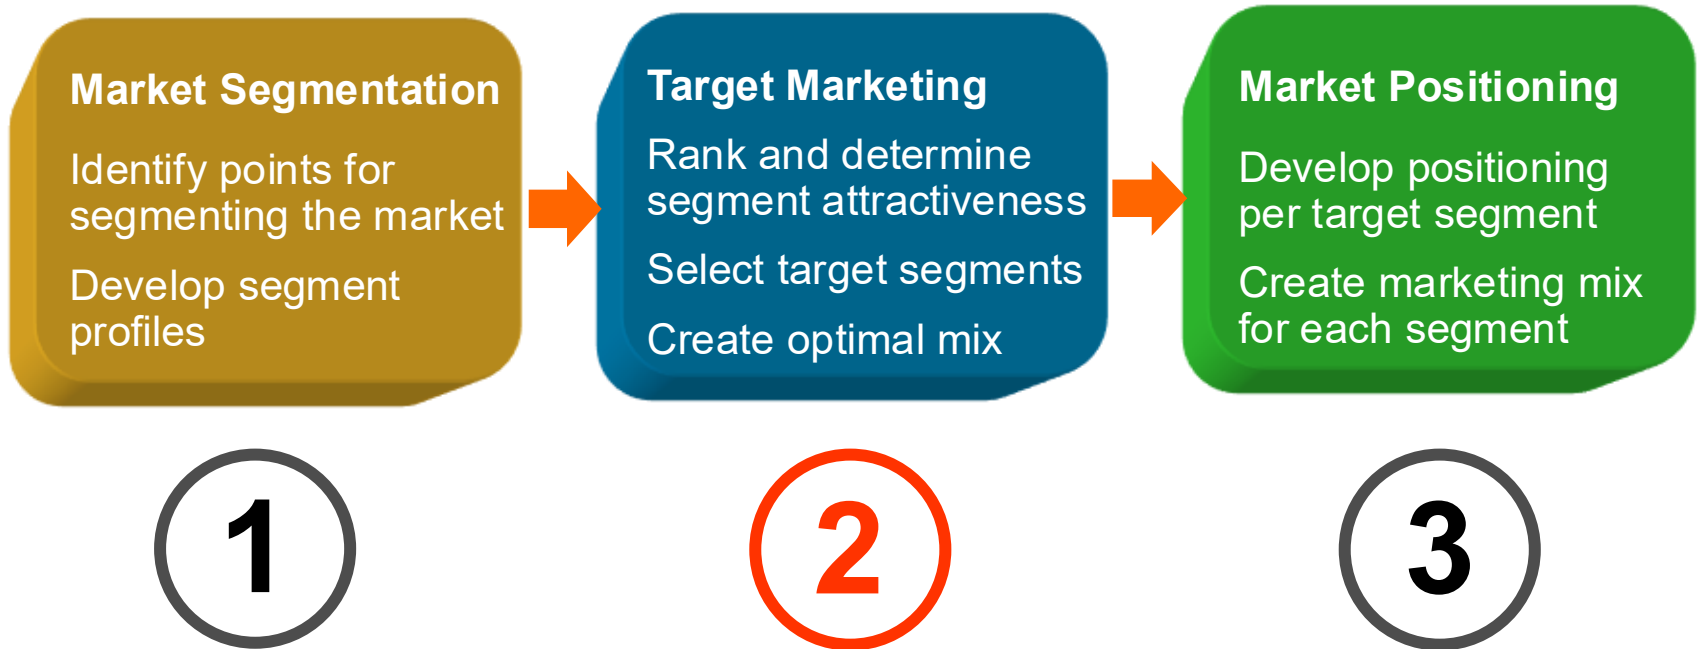 Market Segmentation
Identify points for
segmenting the market
Develop segment
profiles
Target Marketing
Rank and determine
segment attractiveness
Select target segments
Create optimal mix
Market Positioning
Develop positioning
per target segment
Create marketing mix
for each segment
1
2
3